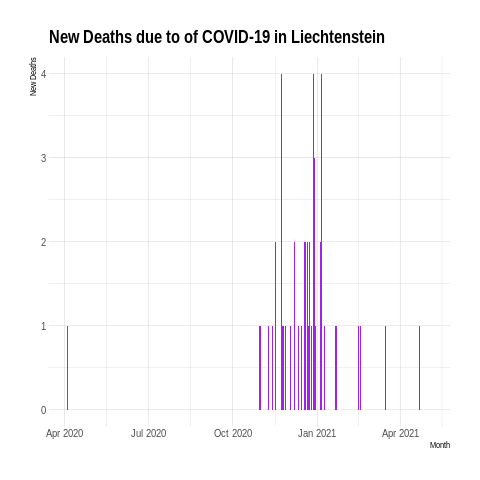 New Deaths due to of COVID-19 in Liechtenstein
New Deaths
4
3
2
1
0
Apr 2020 Jul 2020 Oct 2020 Jan 2021 Apr 2021
Month